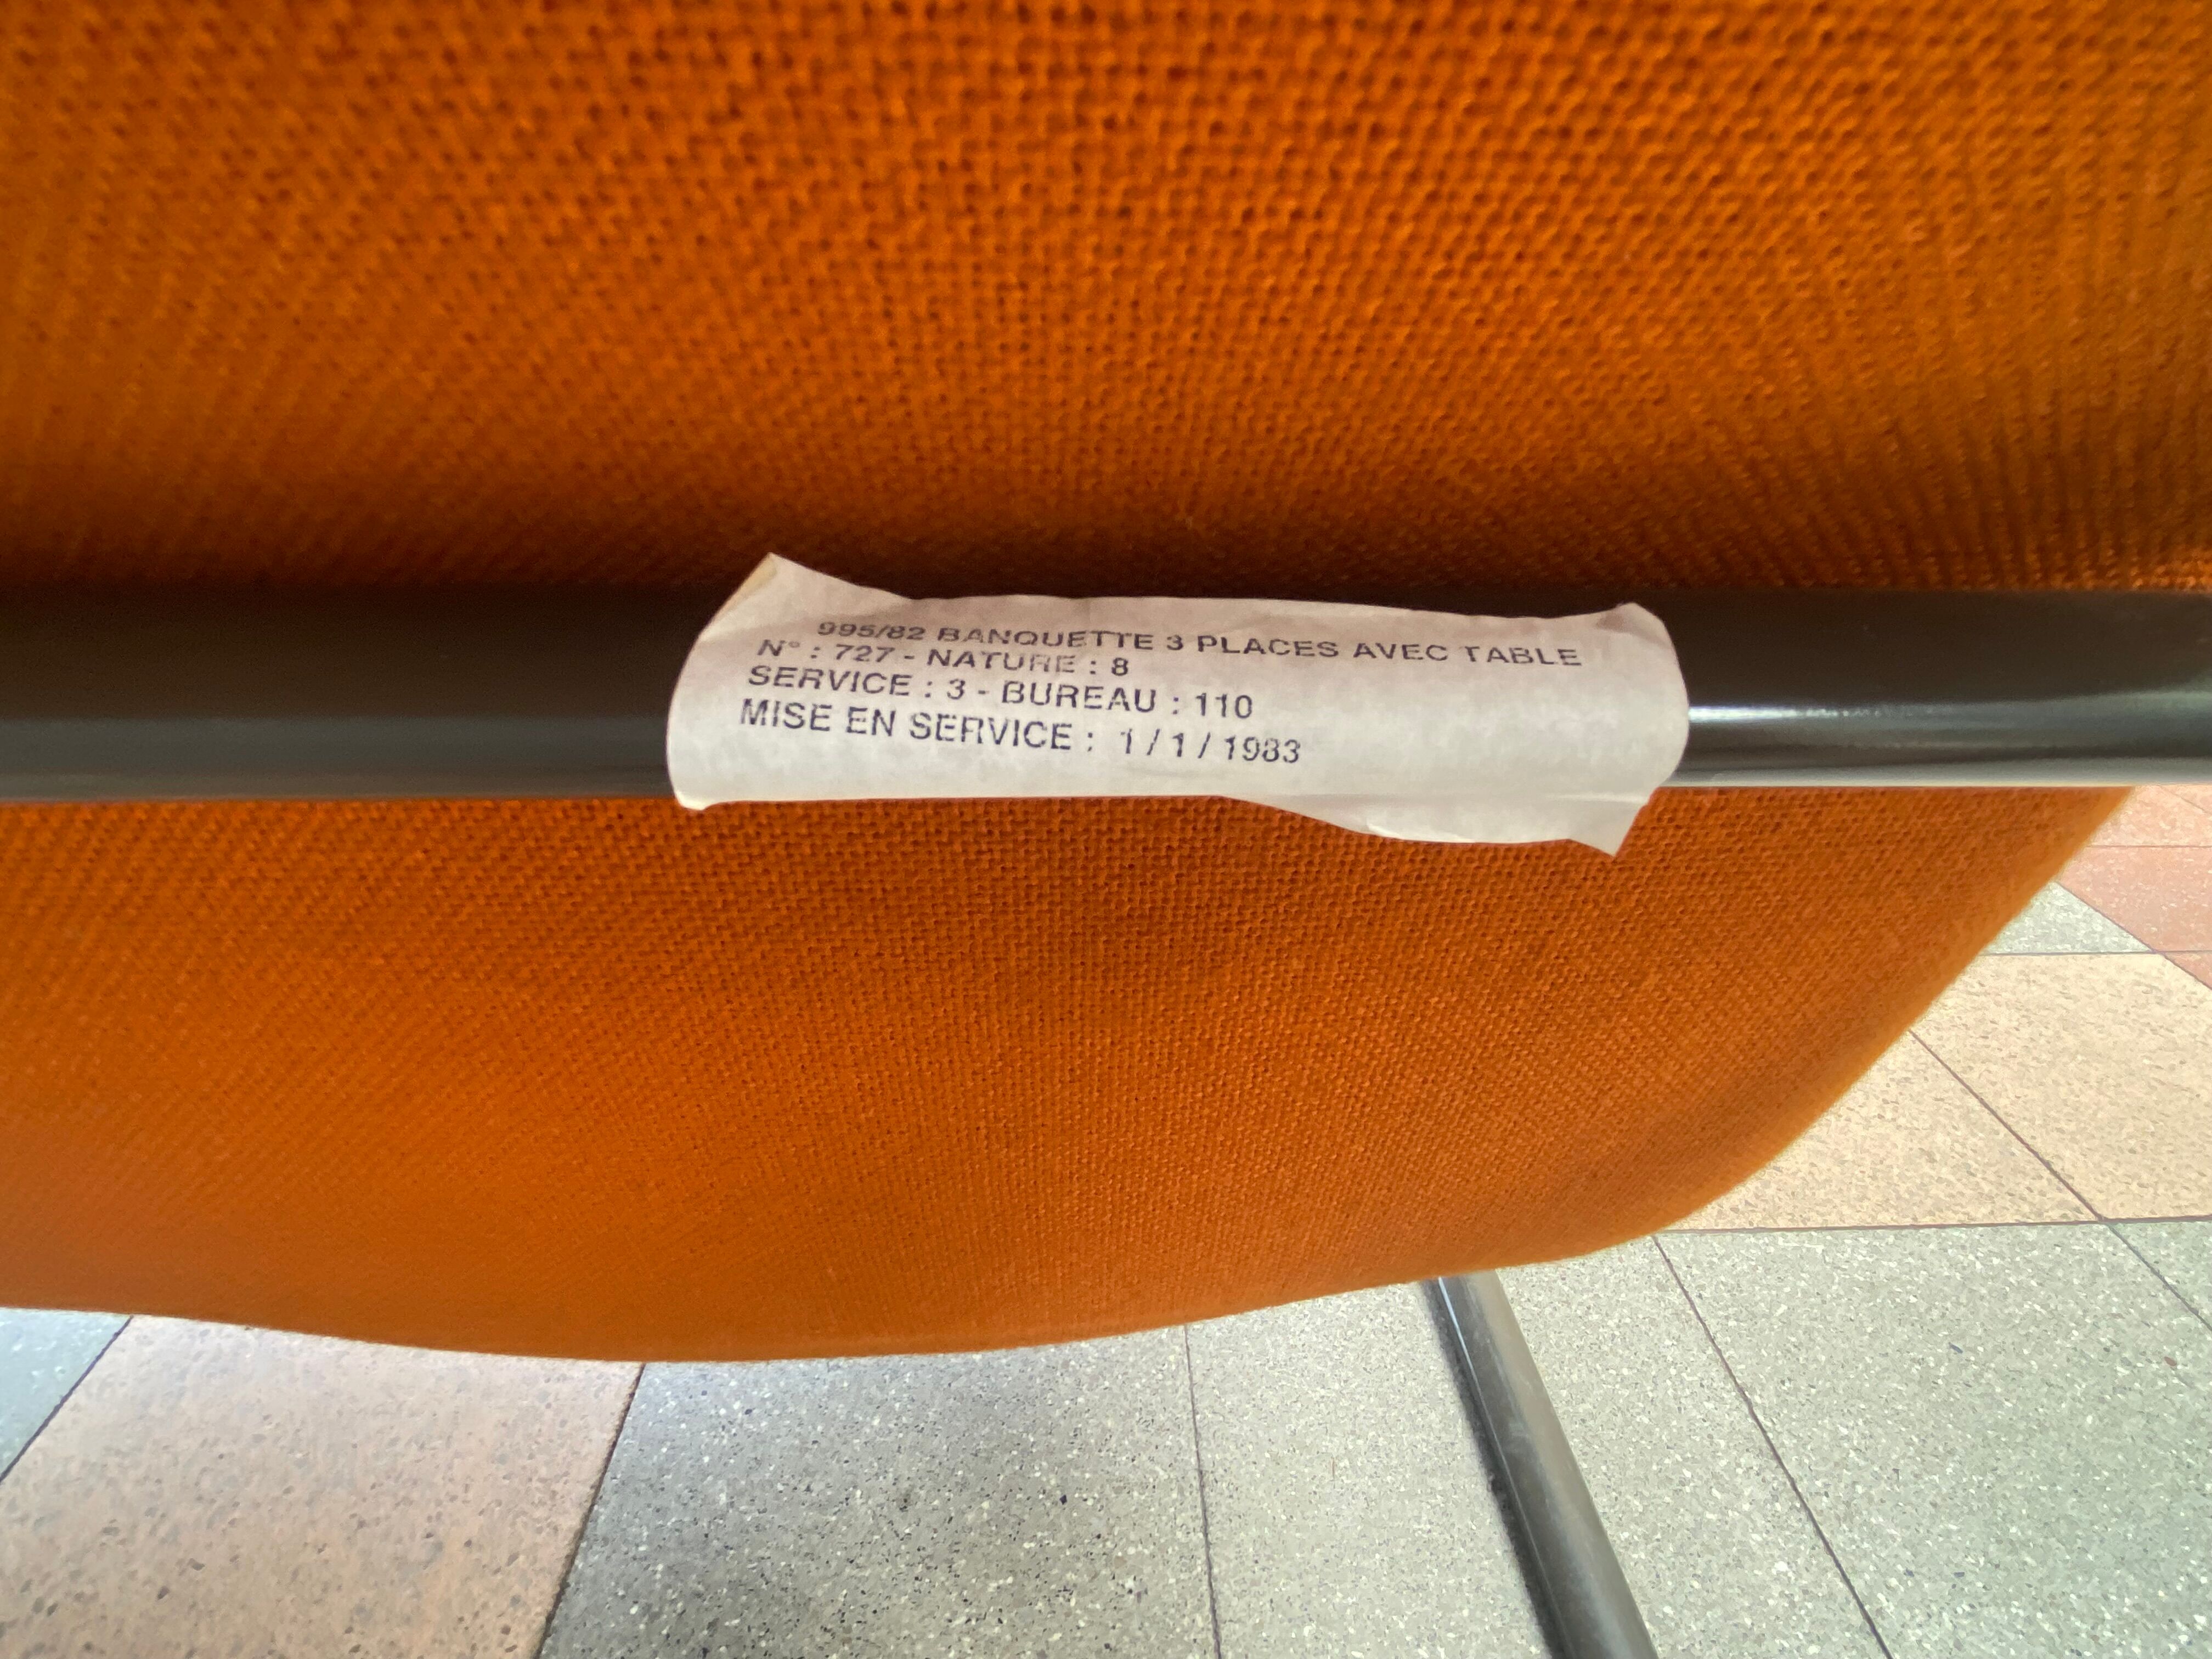 995/82 BANQUETTE 3 PLACES AVEC TABLE
N° : 727 - NATURE : 8
SERVICE : 3 - BUREAU : 110
MISE EN SERVICE : 1 / 1 / 1983